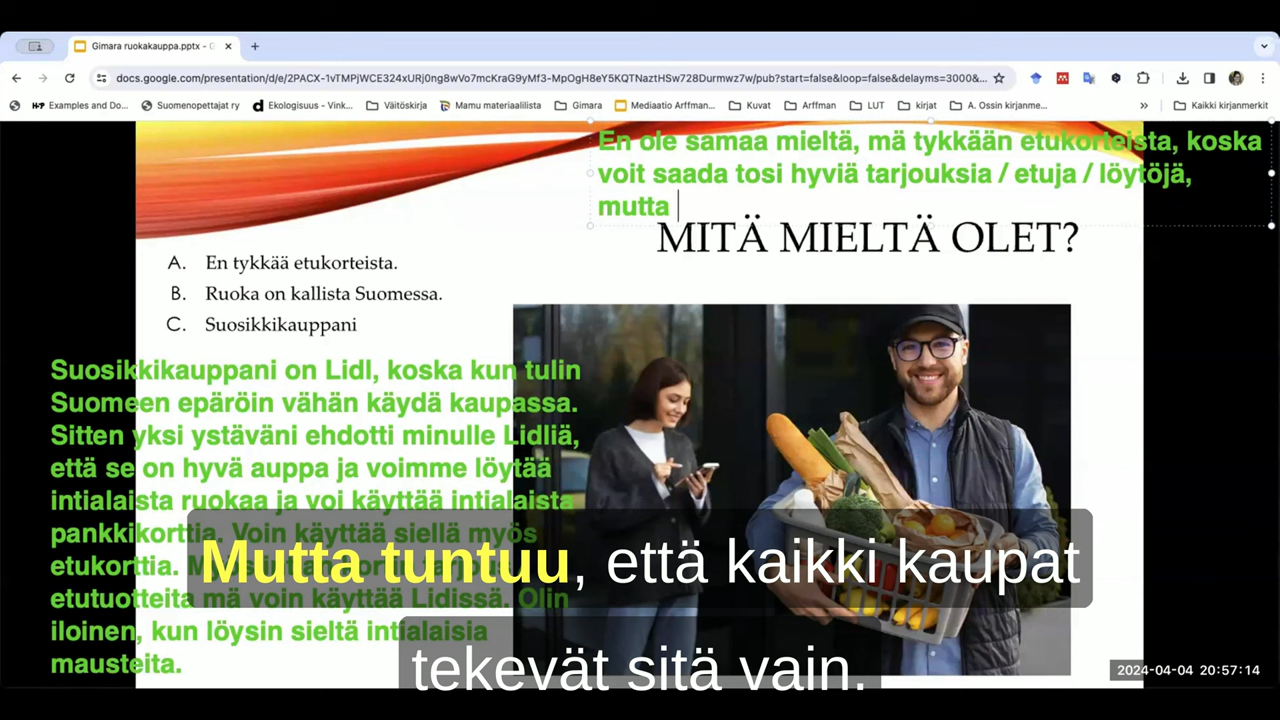 Gimara ruokakauppa.pptx - G
docs.google.com/presentation/d/e/2PACX-1vTMPjWCE324xURj0ng8wVo7mcKraG9yMf3-MpOgH8eY5KQTNaztHSw728Durmwz7w/pub?start=false&loop=false&delayms=3000&...
Examples and Do... Suomenopettajat ry Ekologisuus - Vink... Väitöskirja Mamu materiaalilista Gimara Mediaatio Arffman... Kuvat Arffman LUT kirjat A. Ossin kirjanme... » Kaikki kirjanmerkit
En ole samaa mieltä, mä tykkään etukorteista, koska
voit saada tosi hyviä tarjouksia / etuja / löytöjä,
mutta
MITÄ MIELTÄ OLET?
A. En tykkää etukorteista.
B. Ruoka on kallista Suomessa.
C. Suosikkikauppani
Suosikkikauppani on Lidl, koska kun tulin
Suomeen epäröin vähän käydä kaupassa.
Sitten yksi ystäväni ehdotti minulle Lidliä,
että se on hyvä auppa ja voimme löytää
intialaista ruokaa ja voi käyttää intialaista
pankkikorttia. Voin käyttää siellä myös
etukorttia.
etutuotteita mä voin käyttää Lidissä. Olin
iloinen, kun löysin sieltä intialaisia
mausteita.
Mutta tuntuu, että kaikki kaupat
tekevät sitä vain.
2024-04-04 20:57:14